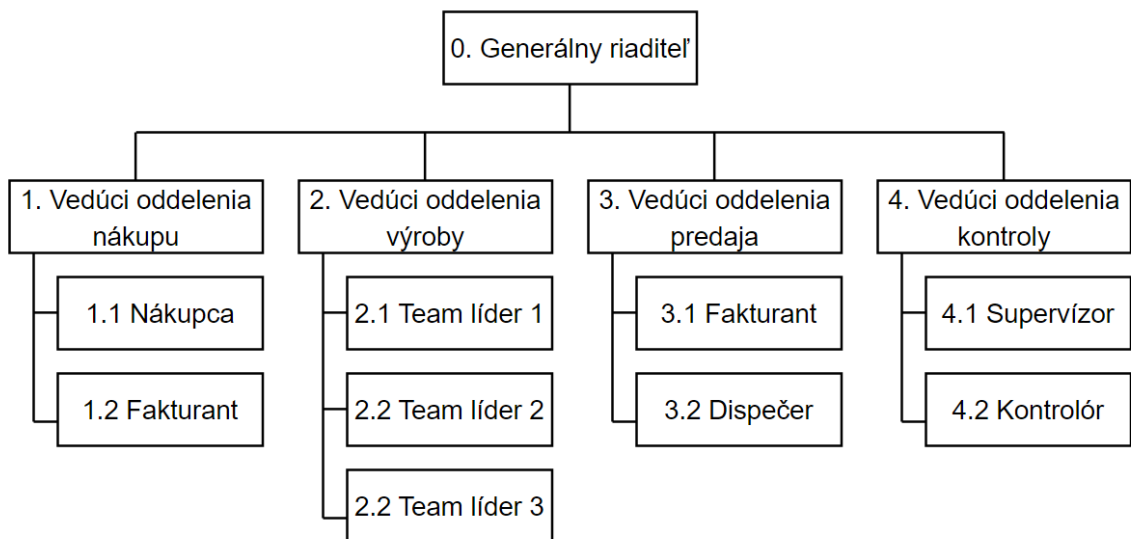 0. Generálny riaditeľ
1. Vedúci oddelenia
nákupu
1.1 Nákupca
1.2 Fakturant
2. Vedúci oddelenia
výroby
2.1 Team líder 1
2.2 Team líder 2
2.2 Team líder 3
3. Vedúci oddelenia
predaja
3.1 Fakturant
3.2 Dispečer
4. Vedúci oddelenia
kontroly
4.1 Supervízor
4.2 Kontrolór